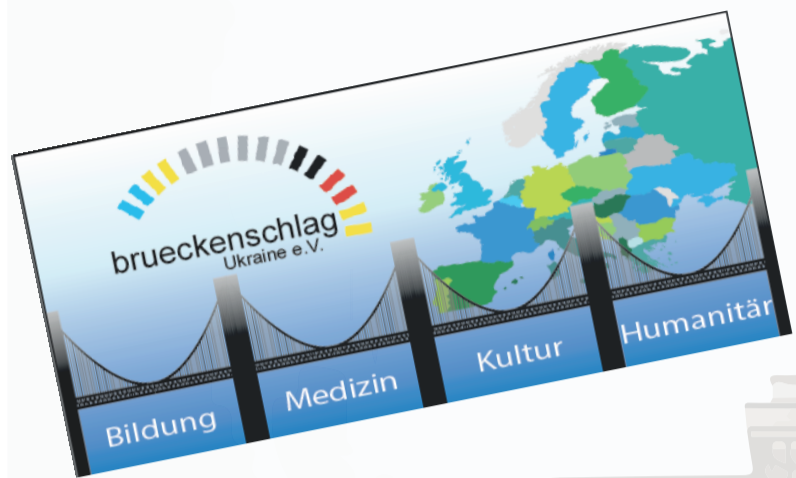 brueckenschlag
Ukraine e.V.
Bildung
Medizin
Kultur
Humanitär